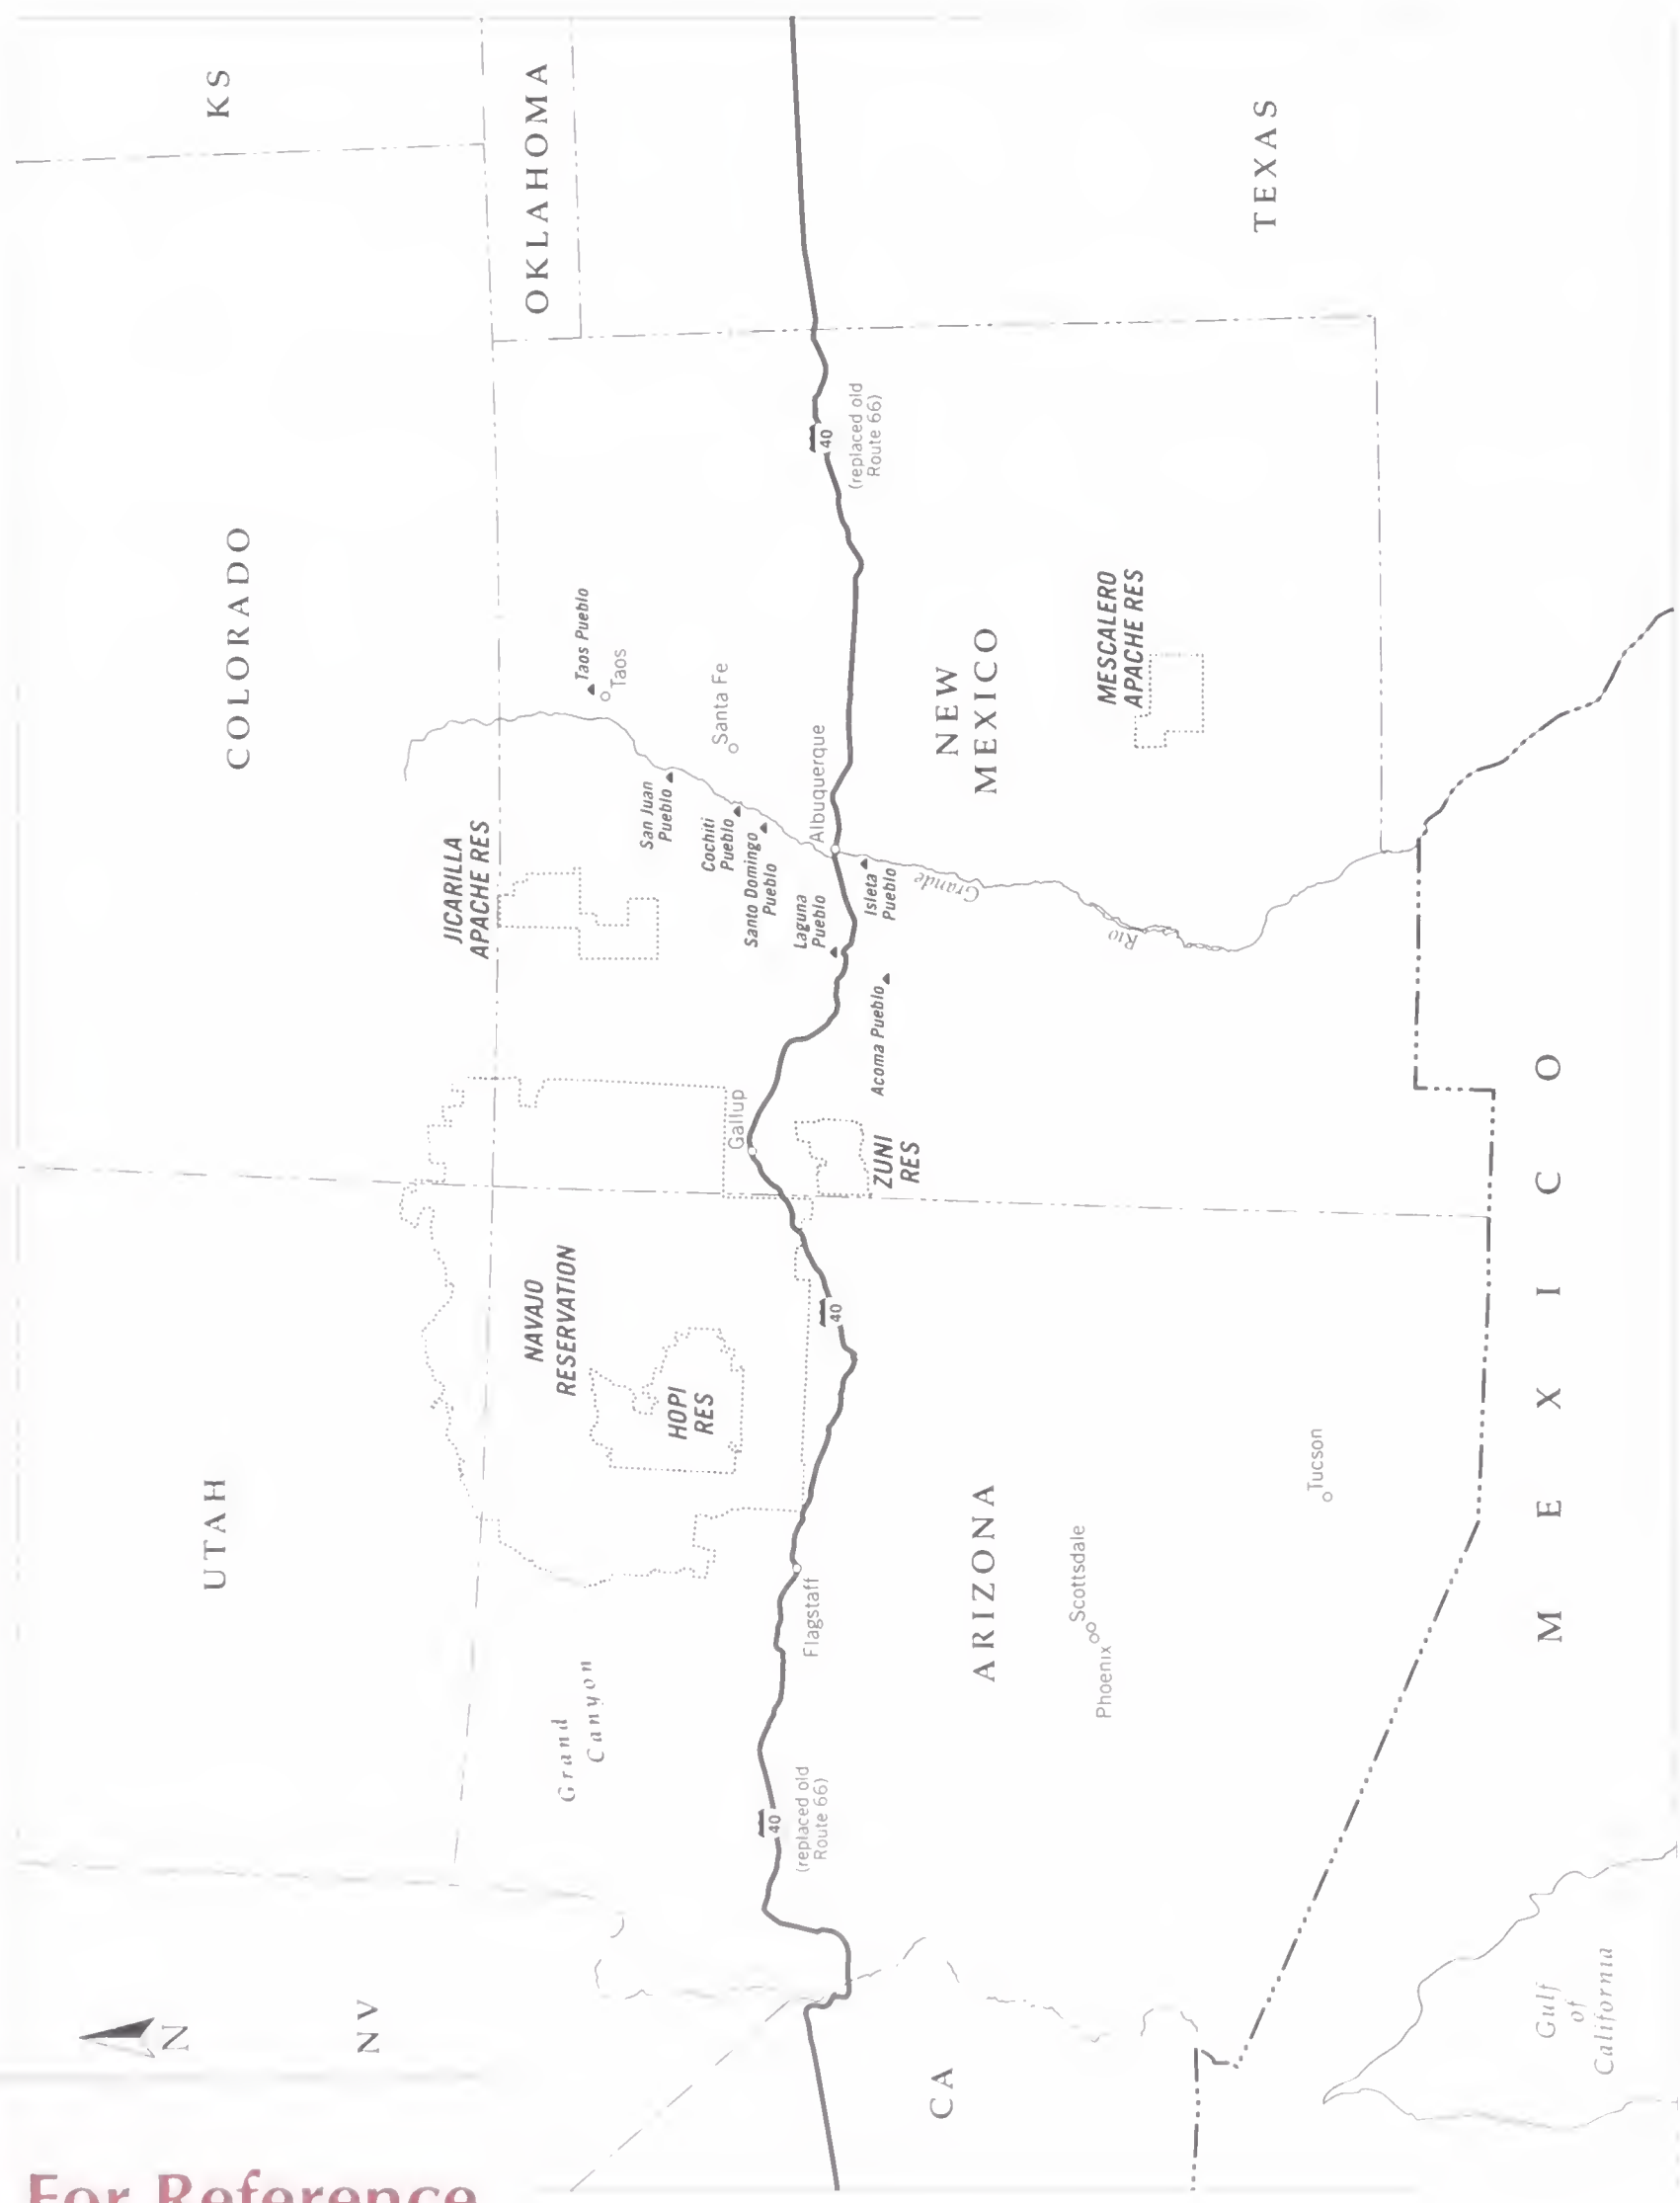 N
NV
UTAH
COLORADO
KS
OKLAHOMA
JICARILLA
APACHE RES
NAVAJO
RESERVATION
HOPI
RES
Grand
Canyon
Taos Pueblo
Taos
San Juan
Pueblo
Santa Fe
Cochiti
Pueblo
Santo Domingo
Pueblo
Gallup
Laguna
Pueblo
Albuquerque
40
(replaced old
Route 66)
Flagstaff
40
40
(replaced old
Route 66)
ZUNI
RES
Acoma Pueblo
Isleta
Pueblo
Rio
Grande
CA
ARIZONA
NEW
MEXICO
TEXAS
Phoenix
Scottsdale
MESCALERO
APACHE RES
Tucson
Gulf
of
California
MEXICO
For Reference